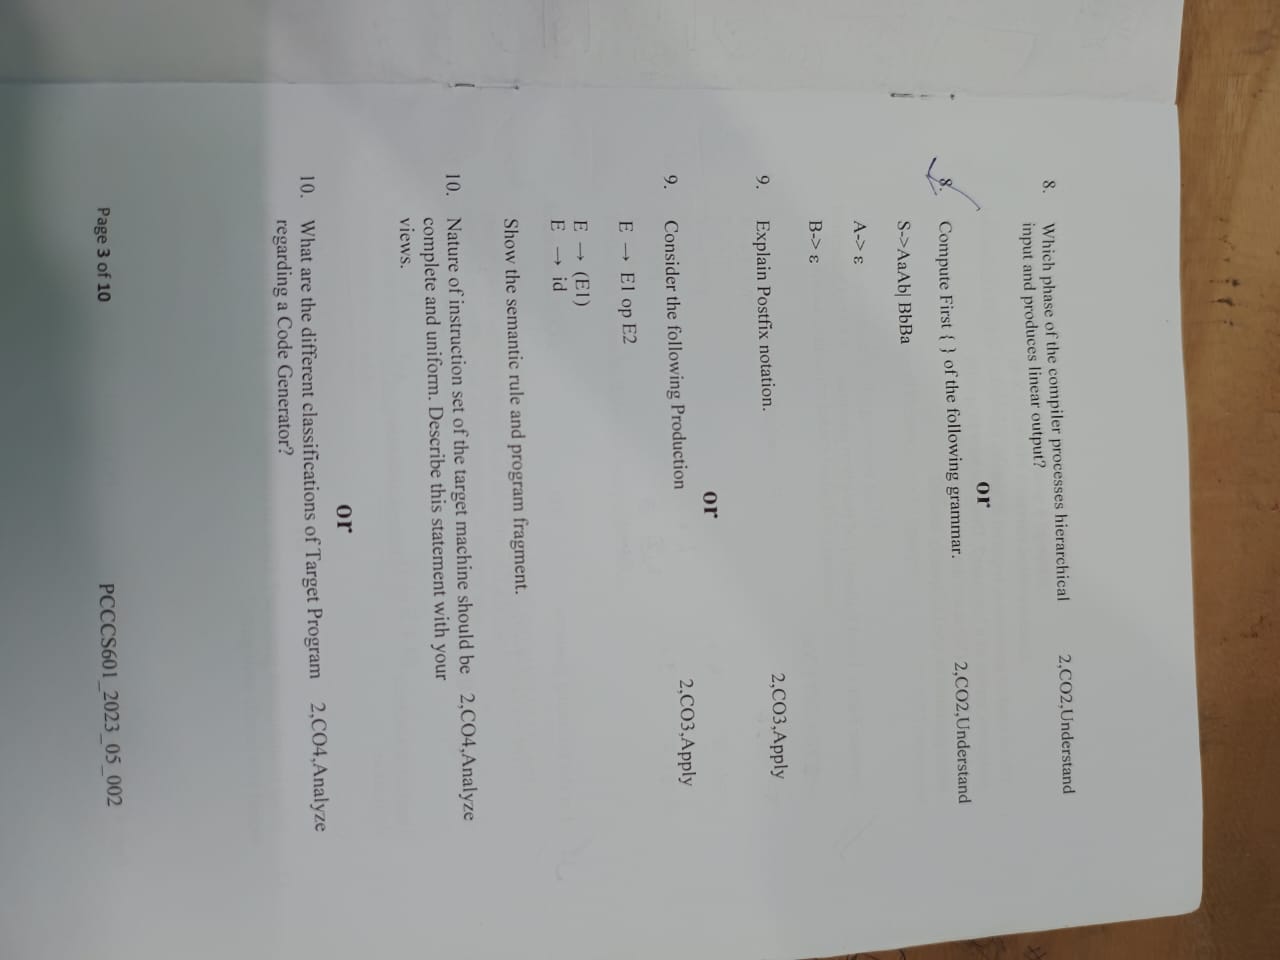 8. Which phase of the compiler processes hierarchical 2,CO2,Understand
input and produces linear output?
or
8. Compute First { } of the following grammar. 2,CO2,Understand
S->AaAb| BbBa
A-> ε
B-> ε
9. Explain Postfix notation. 2,CO3,Apply
or
9. Consider the following Production 2,CO3,Apply
E → E1 op E2
E → (E1)
E → id
Show the semantic rule and program fragment.
10. Nature of instruction set of the target machine should be 2,CO4,Analyze
complete and uniform. Describe this statement with your
views.
or
10. What are the different classifications of Target Program 2,CO4,Analyze
regarding a Code Generator?
Page 3 of 10 PCCCS601_2023_05_002